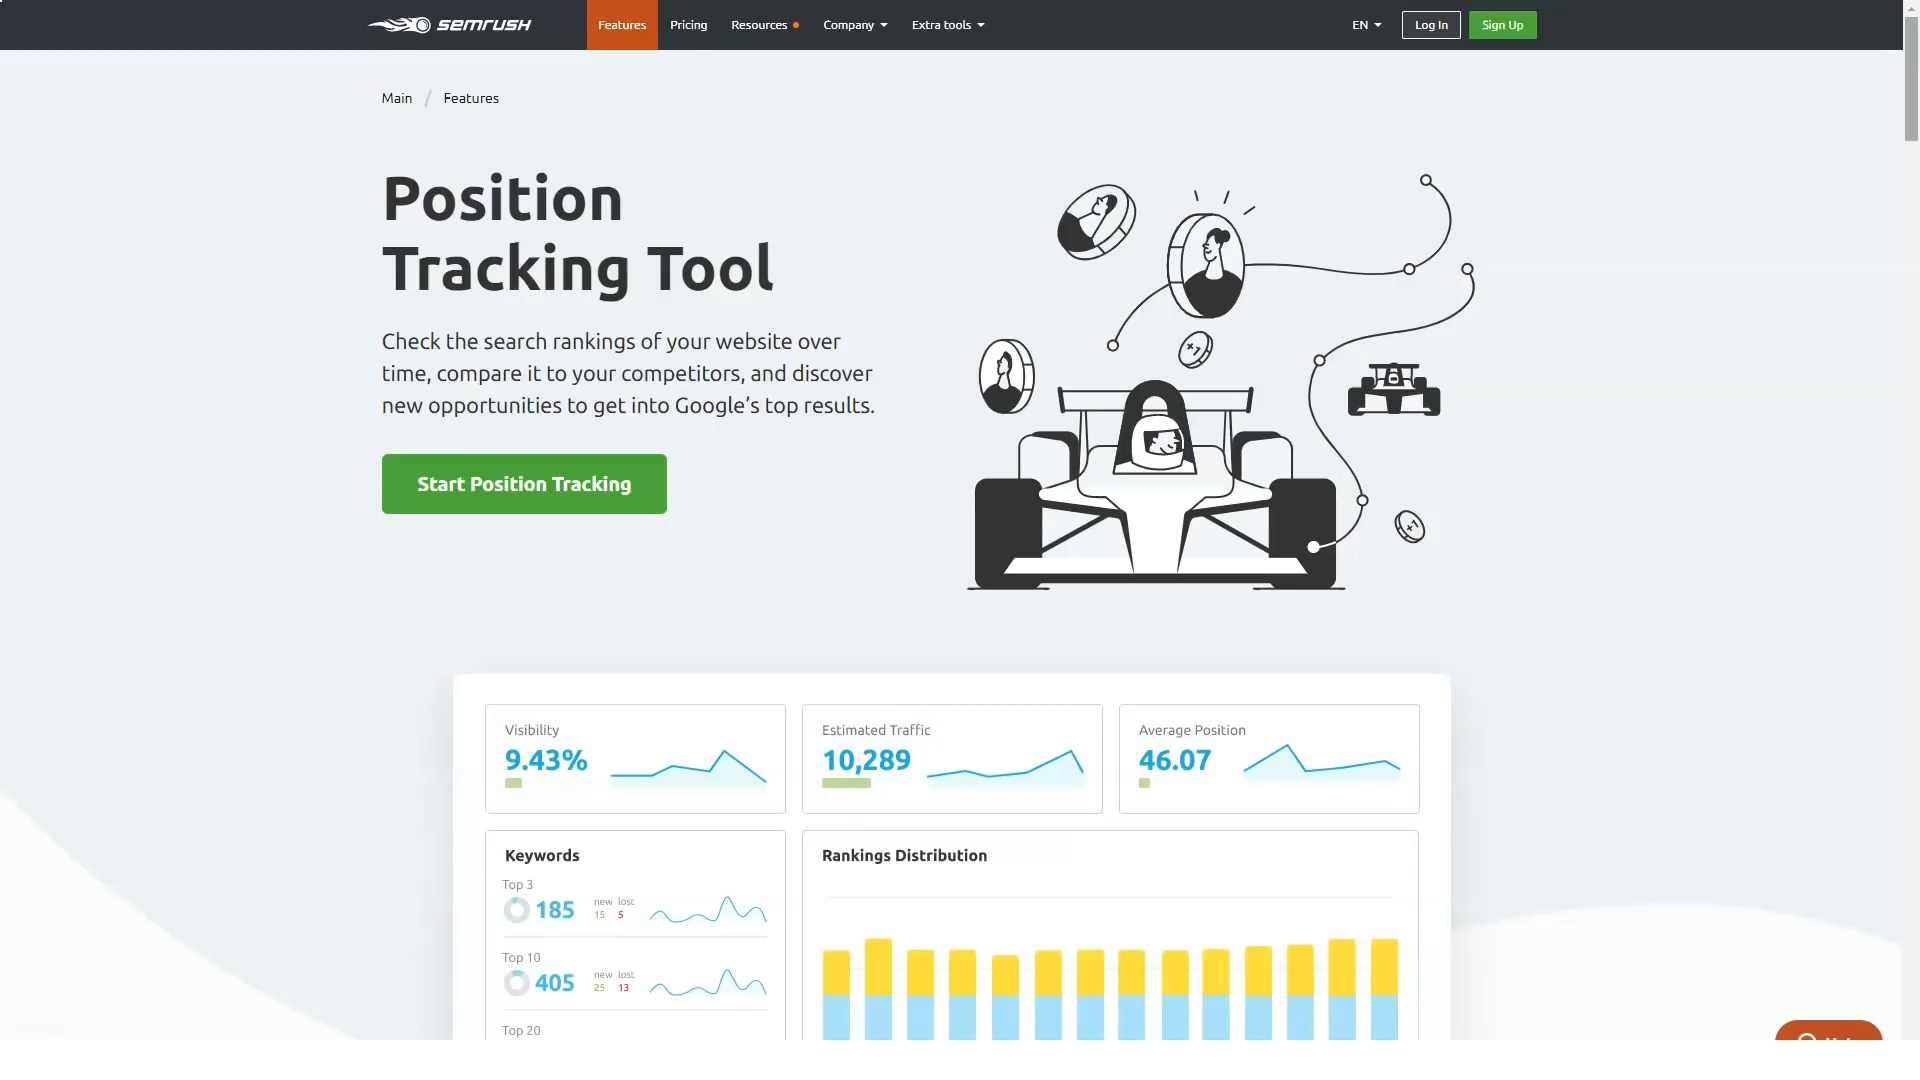 SEMRUSH
Features
Pricing
Resources
Company
Extra tools
EN
Log In
Sign Up
Main / Features
Position
Tracking Tool
Check the search rankings of your website over
time, compare it to your competitors, and discover
new opportunities to get into Google’s top results.
Start Position Tracking
+1
+1
Visibility
9.43%
Estimated Traffic
10,289
Average Position
46.07
Keywords
Top 3
185
new lost
15 5
Top 10
405
new lost
25 13
Top 20
Rankings Distribution